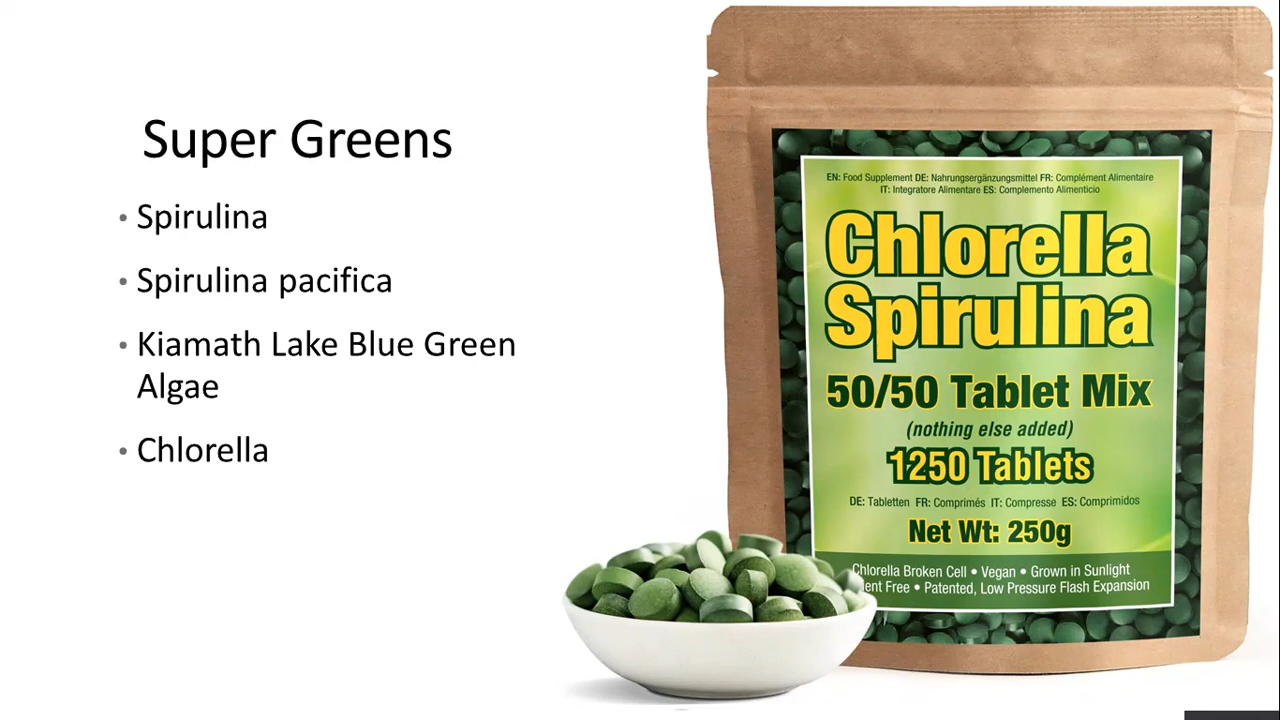 Super Greens
• Spirulina
• Spirulina pacifica
• Kiamath Lake Blue Green
Algae
• Chlorella
EN: Food Supplement DE: Nahrungsergänzungsmittel FR: Complément Alimentaire
IT: Integratore Alimentare ES: Complemento Alimenticio
Chlorella
Spirulina
50/50 Tablet Mix
(nothing else added)
1250 Tablets
DE: Tabletten FR: Comprimés IT: Compresse ES: Comprimidos
Net Wt: 250g
Chlorella Broken Cell • Vegan • Grown in Sunlight
Free • Patented, Low Pressure Flash Expansion